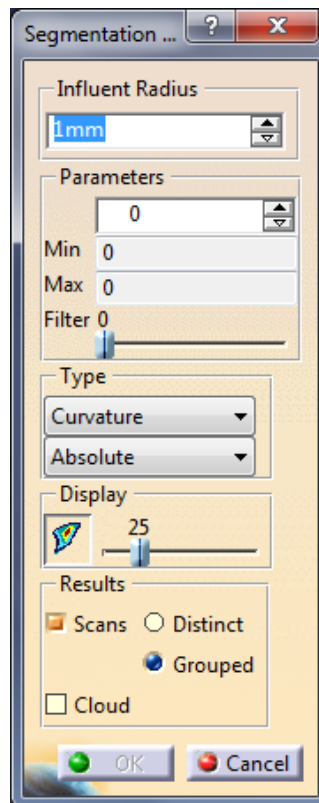 Segmentation ... ?
Influent Radius
1mm
Parameters
0
Min 0
Max 0
Filter 0
Type
Curvature
Absolute
Display
25
Results
Scans Distinct
Grouped
Cloud
OK Cancel